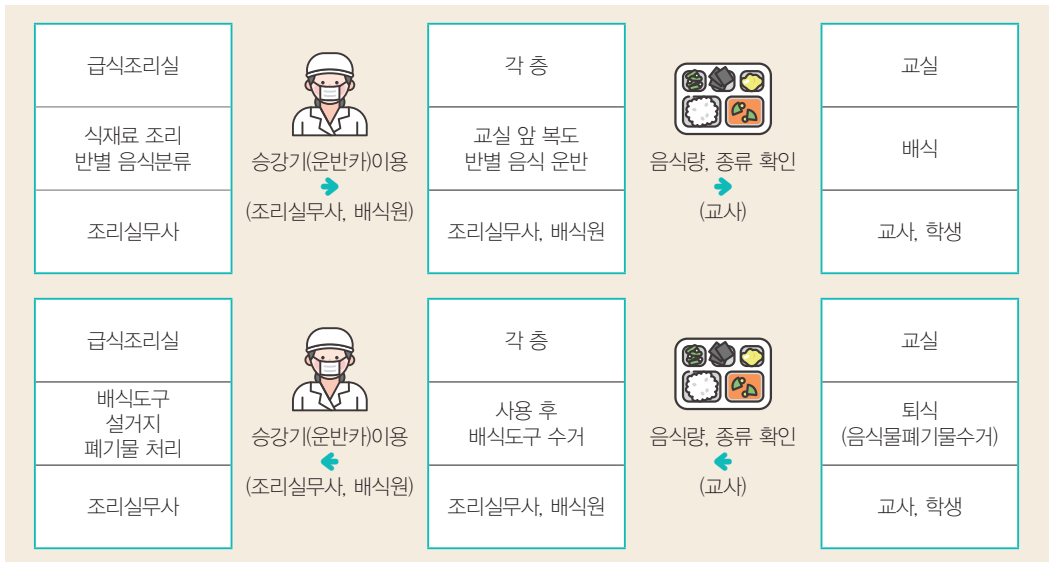 급식조리실
식재료 조리
반별 음식분류
조리실무사
승강기(운반카)이용
(조리실무사, 배식원)
각 층
교실 앞 복도
반별 음식 운반
조리실무사, 배식원
음식량, 종류 확인
(교사)
교실
배식
교사, 학생
급식조리실
배식도구
설거지
폐기물 처리
조리실무사
승강기(운반카)이용
(조리실무사, 배식원)
각 층
사용 후
배식도구 수거
조리실무사, 배식원
음식량, 종류 확인
(교사)
교실
퇴식
(음식물폐기물수거)
교사, 학생